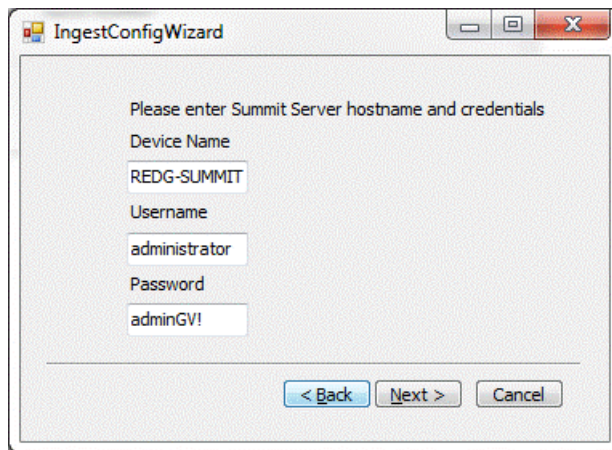 IngestConfigWizard
Please enter Summit Server hostname and credentials
Device Name
REDG-SUMMIT
Username
administrator
Password
adminGV!
< Back Next > Cancel